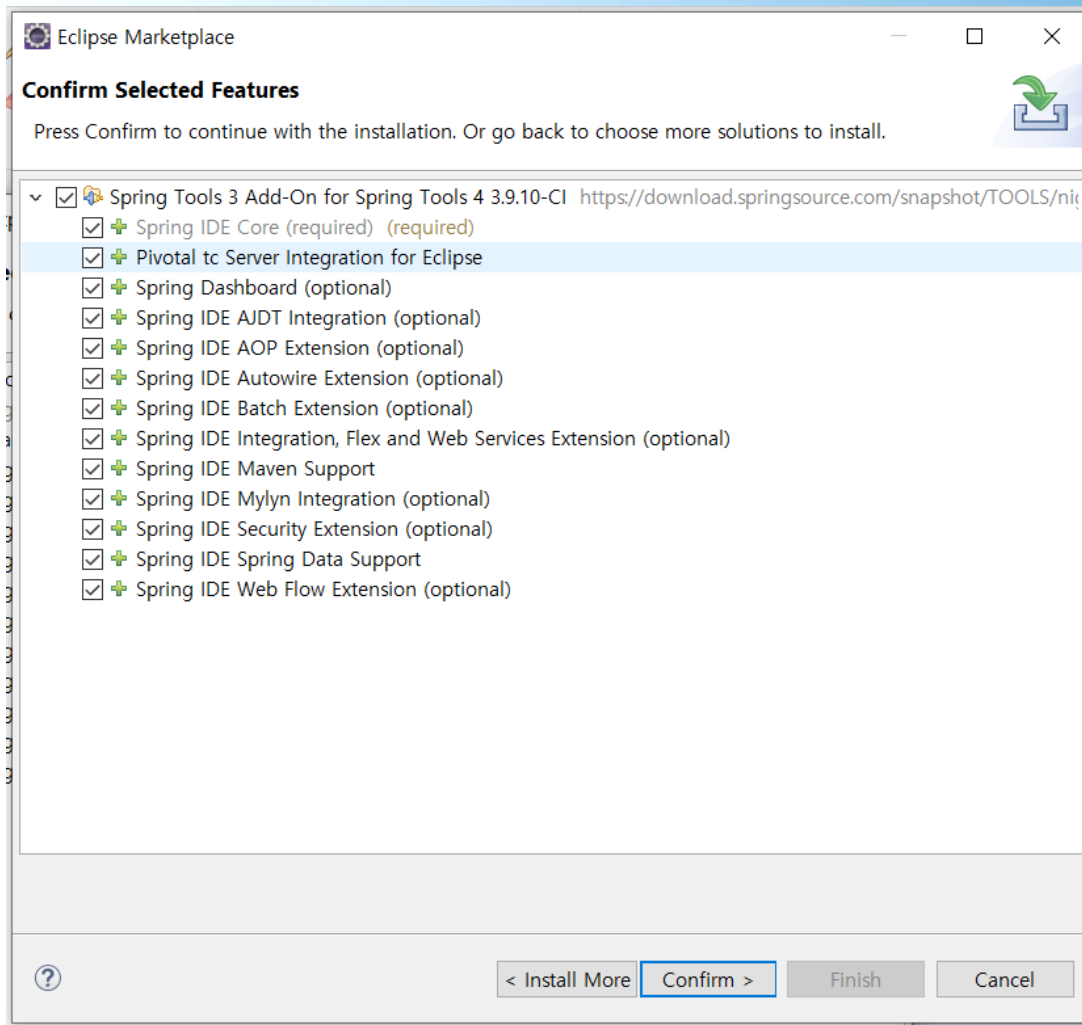 Eclipse Marketplace
Confirm Selected Features
Press Confirm to continue with the installation. Or go back to choose more solutions to install.
Spring Tools 3 Add-On for Spring Tools 4 3.9.10-CI https://download.springsource.com/snapshot/TOOLS/nig
Spring IDE Core (required) (required)
Pivotal tc Server Integration for Eclipse
Spring Dashboard (optional)
Spring IDE AJDT Integration (optional)
Spring IDE AOP Extension (optional)
Spring IDE Autowire Extension (optional)
Spring IDE Batch Extension (optional)
Spring IDE Integration, Flex and Web Services Extension (optional)
Spring IDE Maven Support
Spring IDE Mylyn Integration (optional)
Spring IDE Security Extension (optional)
Spring IDE Spring Data Support
Spring IDE Web Flow Extension (optional)
< Install More Confirm > Finish Cancel